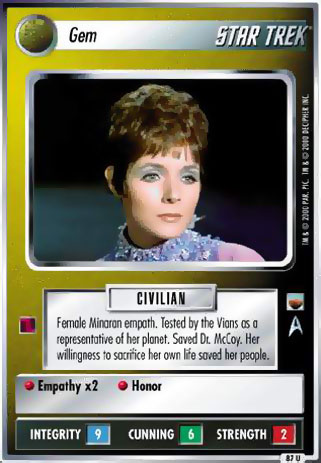 Gem STAR TREK
TM & © 2000 PAR. PIC. TM & © 2000 DECIPHER INC.
CIVILIAN
Female Minaran empath. Tested by the Vians as a
representative of her planet. Saved Dr. McCoy. Her
willingness to sacrifice her own life saved her people.
Empathy x2 Honor
INTEGRITY 9 CUNNING 6 STRENGTH 2
87 U